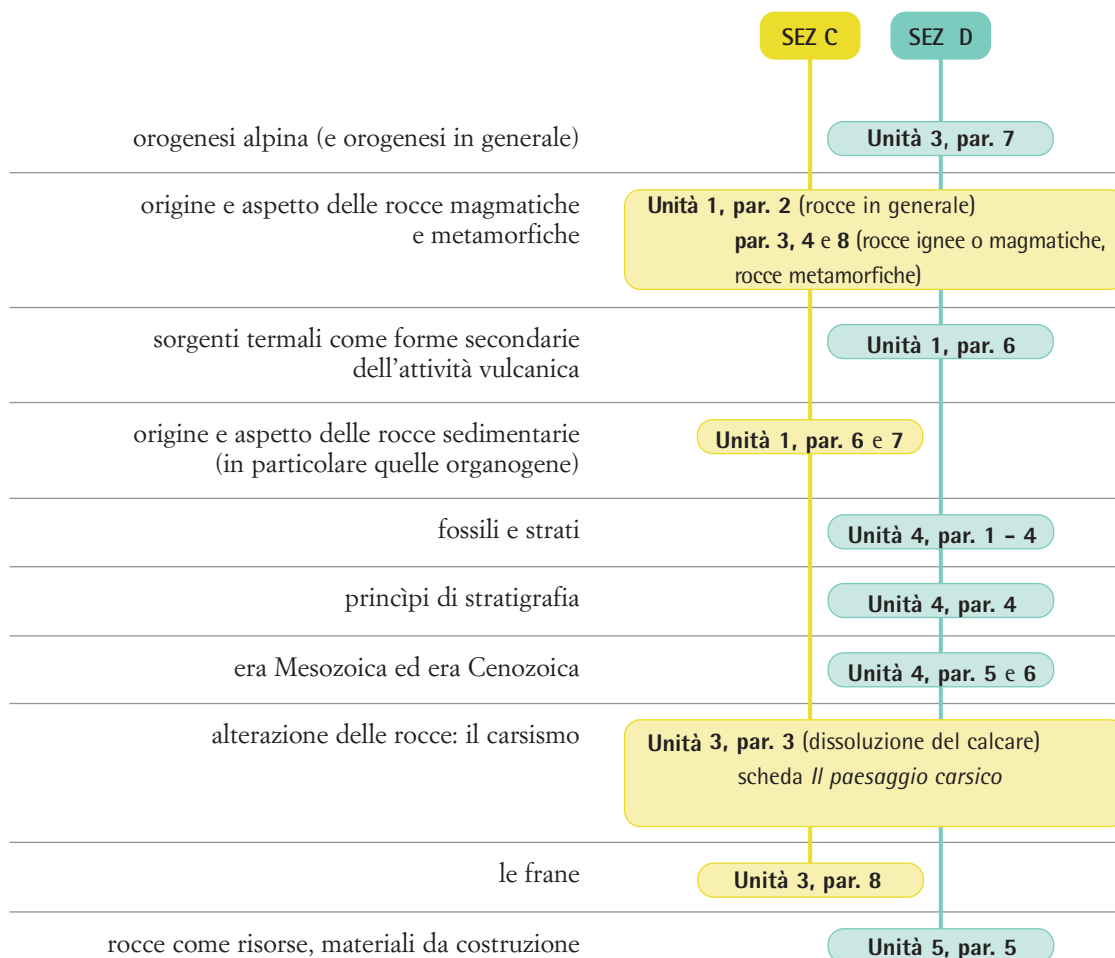 SEZ C
SEZ D
orogenesi alpina (e orogenesi in generale)
Unità 3, par. 7
origine e aspetto delle rocce magmatiche
e metamorfiche
Unità 1, par. 2 (rocce in generale)
par. 3, 4 e 8 (rocce ignee o magmatiche,
rocce metamorfiche)
sorgenti termali come forme secondarie
dell'attività vulcanica
Unità 1, par. 6
origine e aspetto delle rocce sedimentarie
(in particolare quelle organogene)
Unità 1, par. 6 e 7
fossili e strati
Unità 4, par. 1 – 4
princìpi di stratigrafia
Unità 4, par. 4
era Mesozoica ed era Cenozoica
Unità 4, par. 5 e 6
alterazione delle rocce: il carsismo
Unità 3, par. 3 (dissoluzione del calcare)
scheda Il paesaggio carsico
le frane
Unità 3, par. 8
rocce come risorse, materiali da costruzione
Unità 5, par. 5